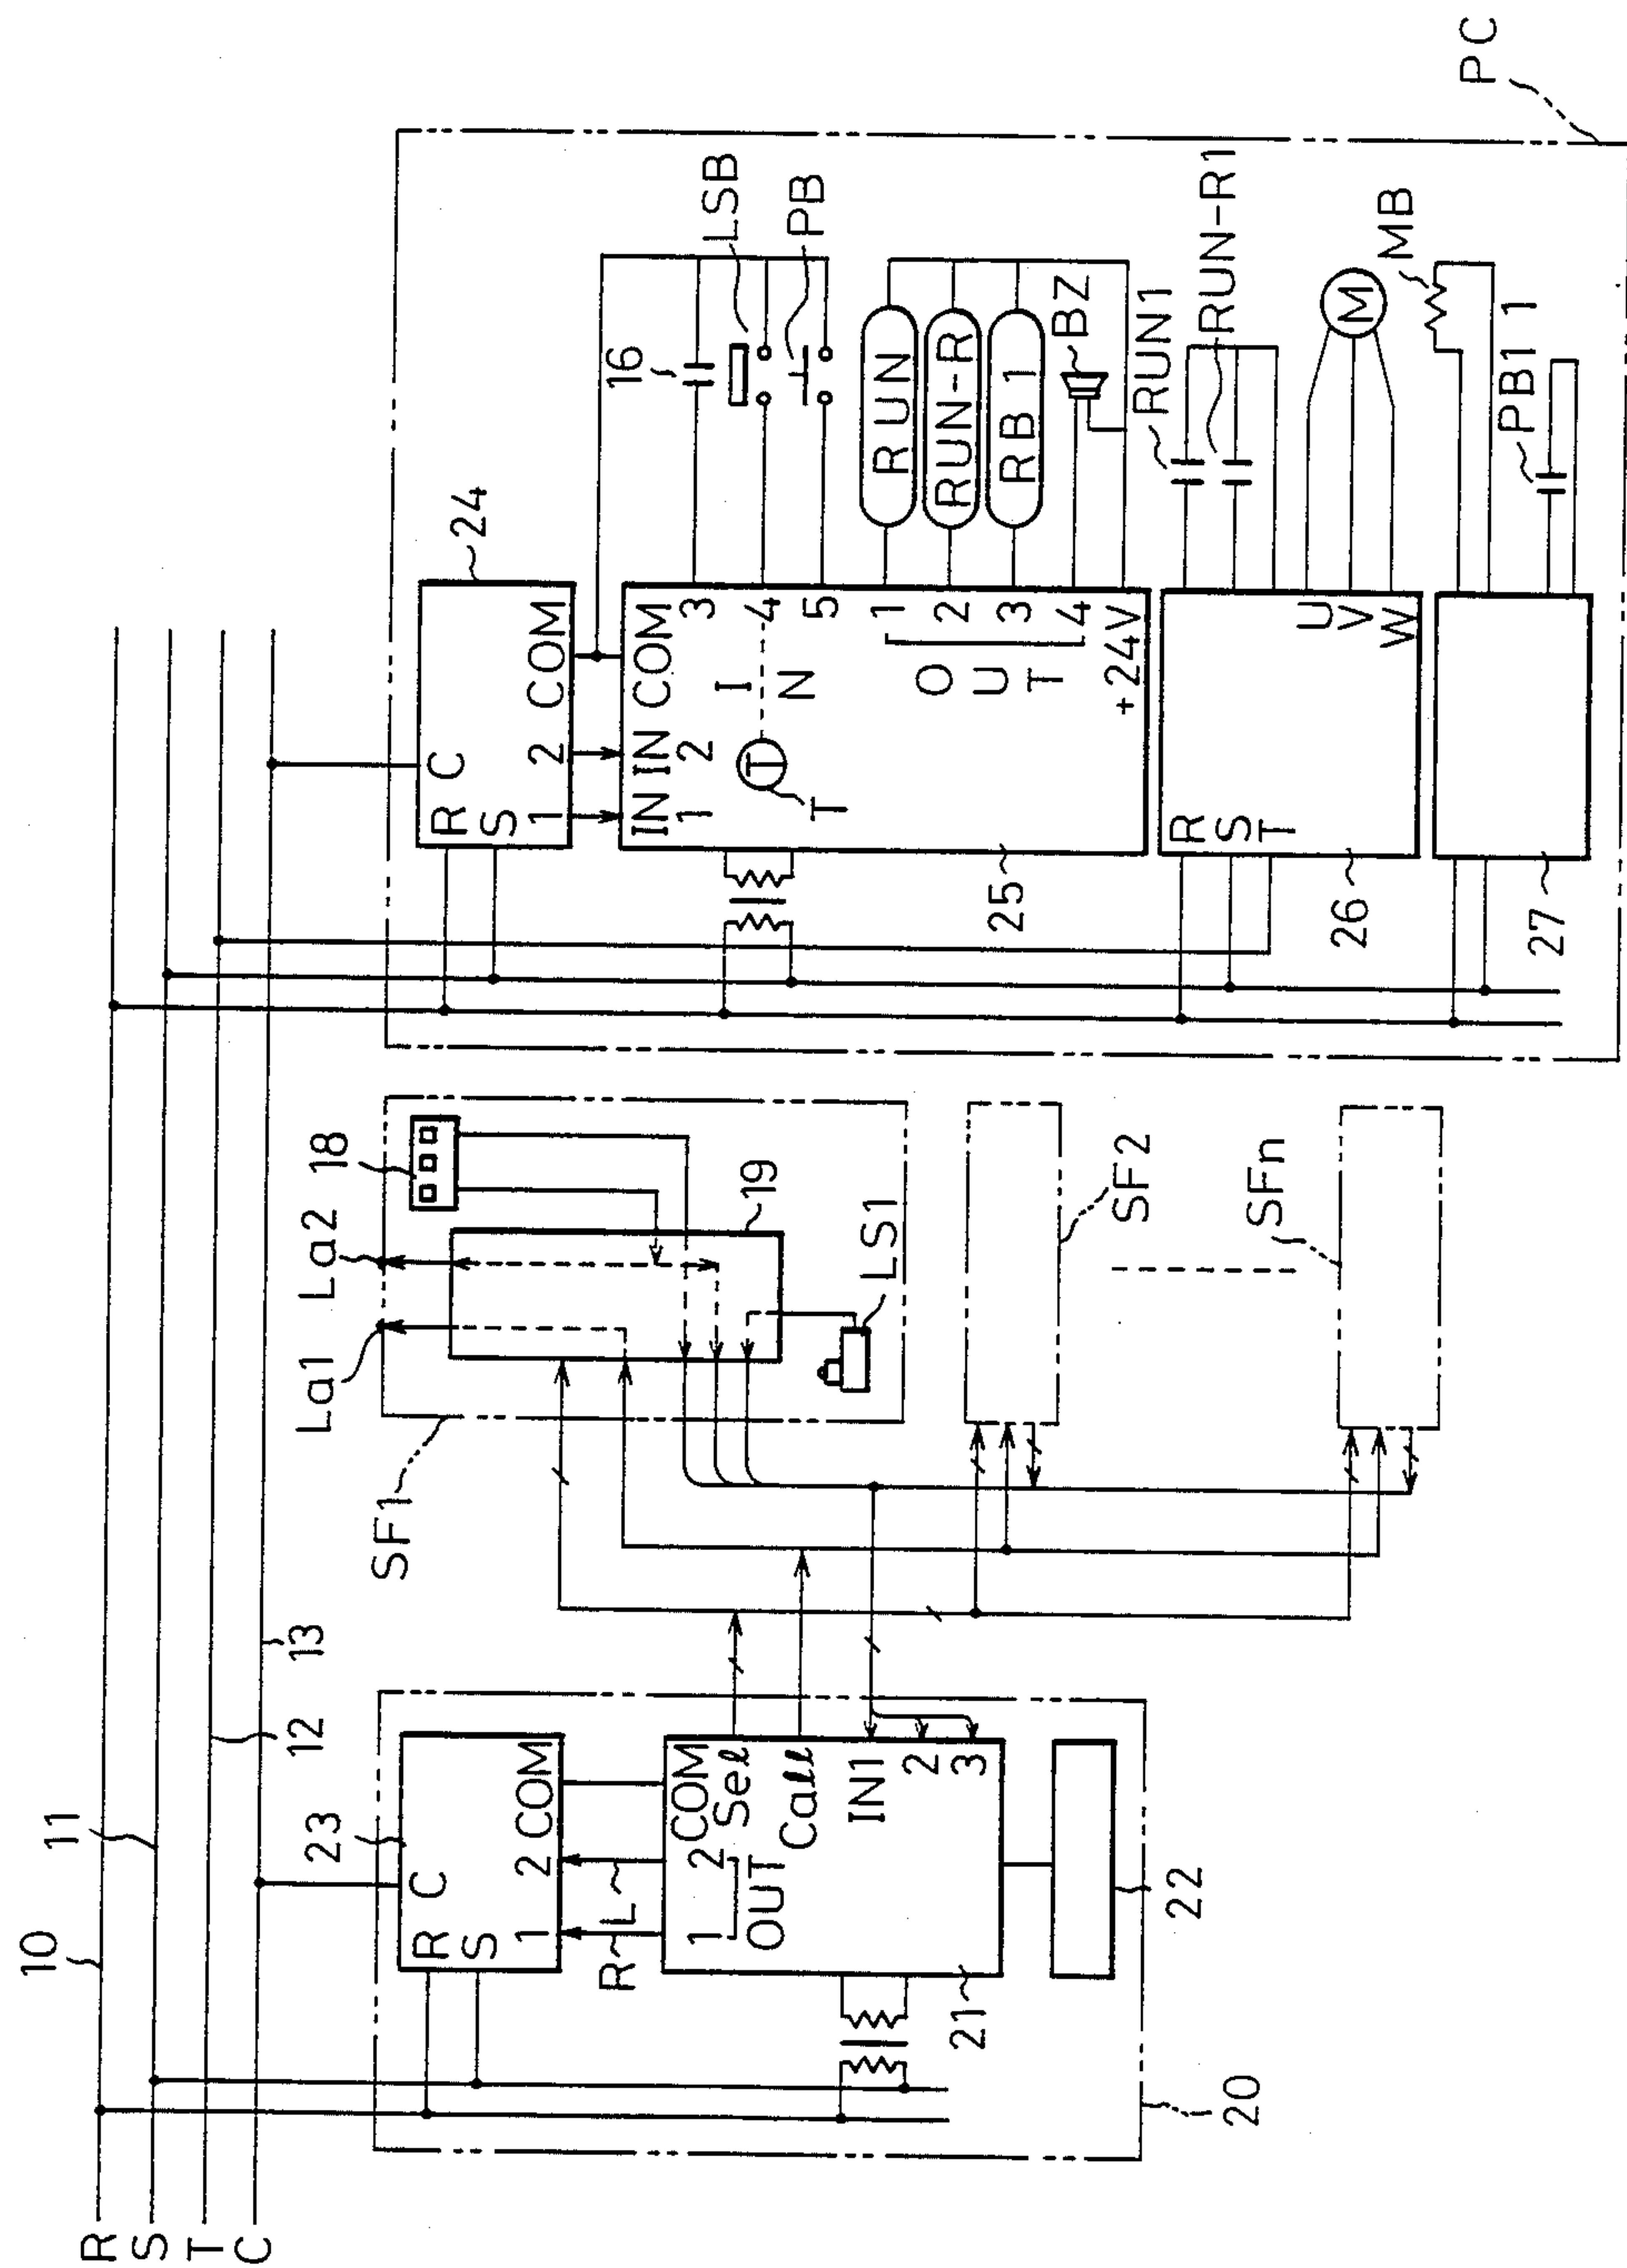 R
S
T
C
10
11
12
13
20
23
R
S
C
1
2
COM
R
L
1
2
COM
OUT
Sel
Call
IN1
2
3
21
22
SF1
La1
La2
18
19
LS1
SF2
SFn
PC
24
R
S
C
1
2
COM
IN
1
IN
2
COM
3
4
5
IN
T
T
OUT
1
2
3
4
+24V
25
16
LSB
PB
RUN
RUN-R
RB1
BZ
R
S
T
U
V
W
26
RUN1
RUN-R1
M
MB
27
PB11